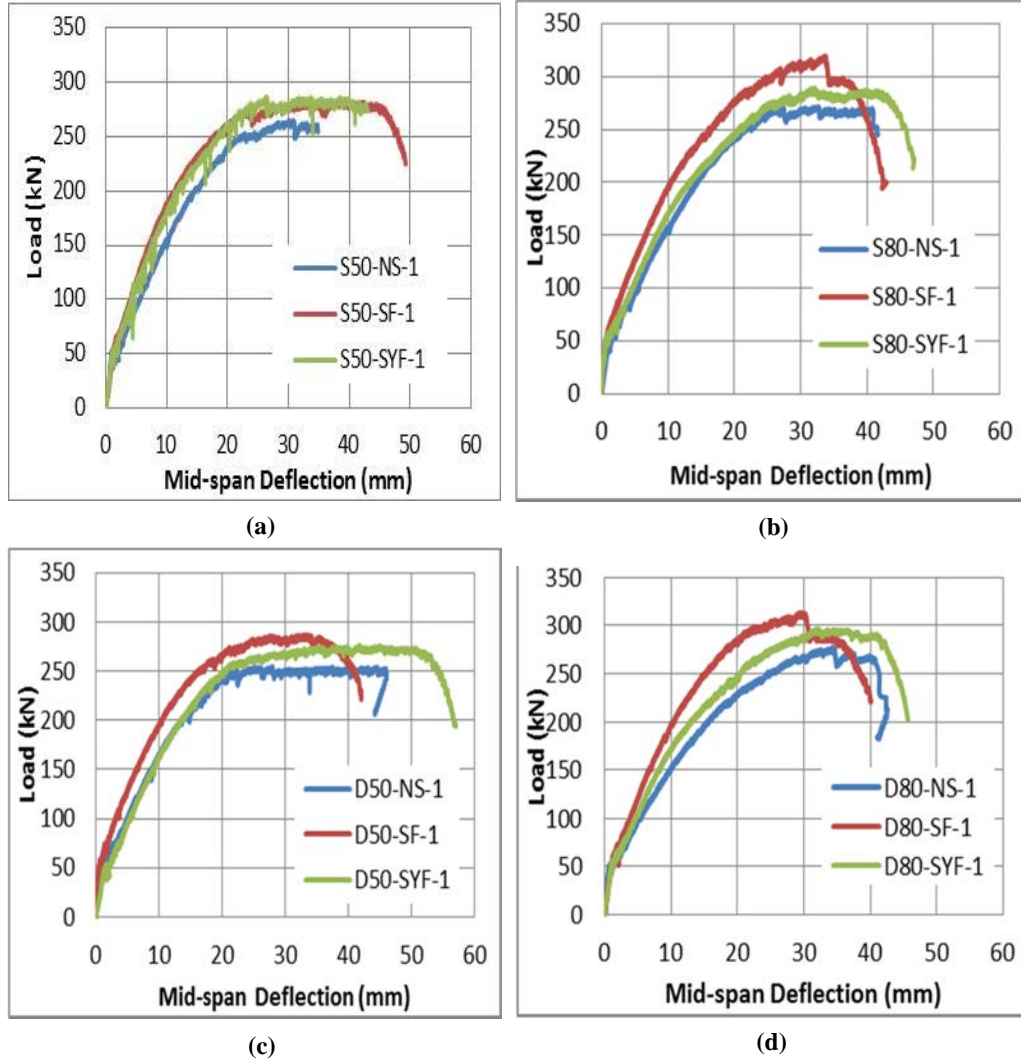 350
300
250
200
150
100
50
0
Load (kN)
S50-NS-1
S50-SF-1
S50-SYF-1
0 10 20 30 40 50 60
Mid-span Deflection (mm)
(a)
350
300
250
200
150
100
50
0
Load (kN)
S80-NS-1
S80-SF-1
S80-SYF-1
0 10 20 30 40 50 60
Mid-span Deflection (mm)
(b)
350
300
250
200
150
100
50
0
Load (kN)
D50-NS-1
D50-SF-1
D50-SYF-1
0 10 20 30 40 50 60
Mid-span Deflection (mm)
(c)
350
300
250
200
150
100
50
0
Load (kN)
D80-NS-1
D80-SF-1
D80-SYF-1
0 10 20 30 40 50 60
Mid-span Deflection (mm)
(d)